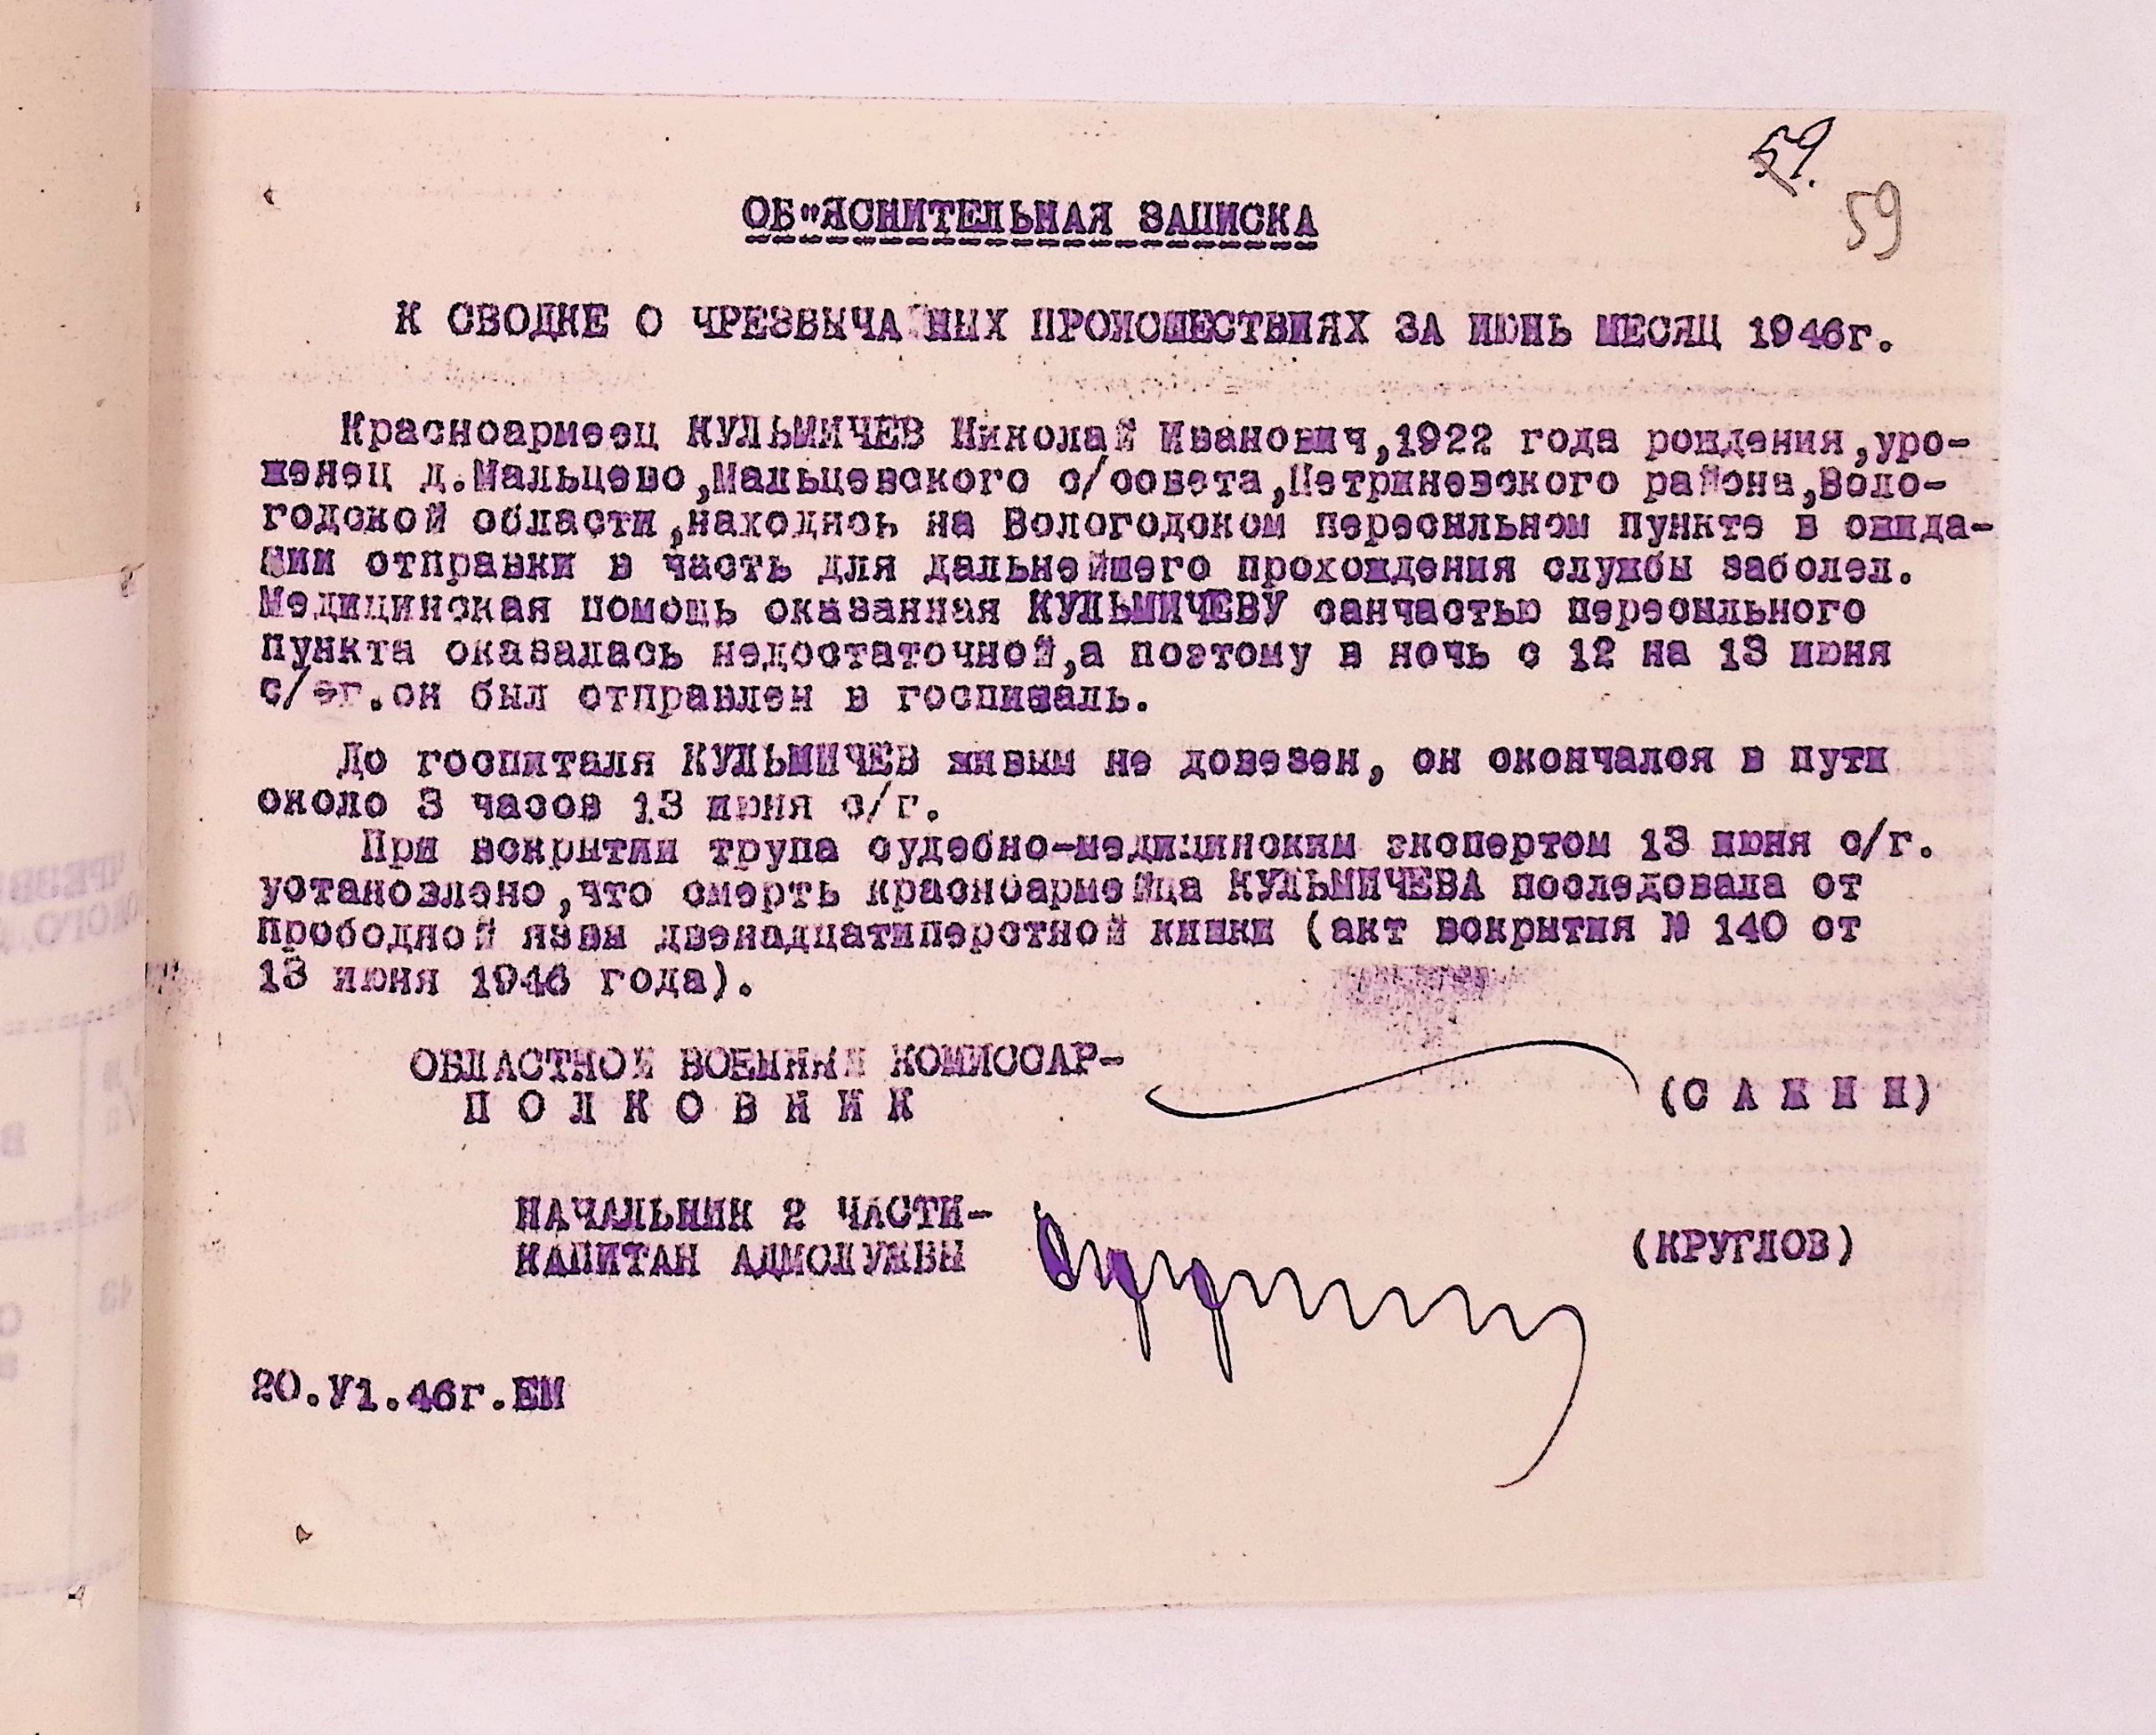 59.
59
ОБ"ЯСНИТЕЛЬНАЯ ЗАПИСКА
К СВОДКЕ О ЧРЕЗВЫЧАЙНЫХ ПРОИСШЕСТВИЯХ ЗА ИЮНЬ МЕСЯЦ 1946г.
Красноармеец КУЛЬМИЧЕВ Николай Иванович,1922 года рождения,уро-
женец д.Мальцево,Мальцевского с/совета,Петриневского района,Воло-
годской области,находясь на Вологодском пересыльном пункте в ожида-
нии отправки в часть для дальнейшего прохождения службы заболел.
Медицинская помощь оказанная КУЛЬМИЧЕВУ санчастью пересыльного
пункта оказалась недостаточной,а поэтому в ночь с 12 на 13 июня
с/г.он был отправлен в госпиталь.
До госпиталя КУЛЬМИЧЕВ живым не довезен, он скончался в пути
около 3 часов 13 июня с/г.
При вскрытии трупа судебно-медицинским экспертом 13 июня с/г.
установлено,что смерть красноармейца КУЛЬМИЧЕВА последовала от
прободной язвы двенадцатиперстной кишки (акт вскрытия № 140 от
13 июня 1946 года).
ОБЛАСТНОЙ ВОЕННЫЙ КОМИССАР-
П О Л К О В Н И К
НАЧАЛЬНИК 2 ЧАСТИ-
КАПИТАН АДМСЛУЖБЫ
(КРУГЛОВ)
20.У1.46г.ЕМ